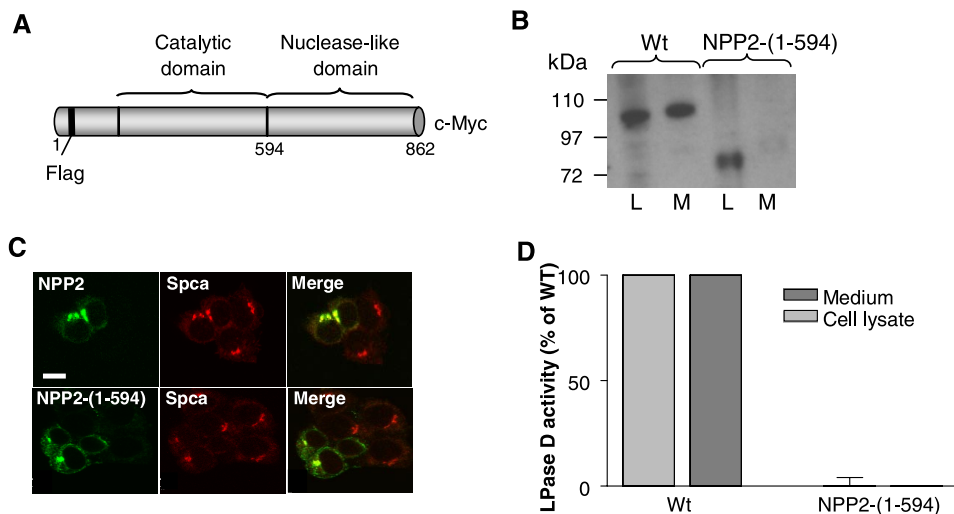 A
Catalytic domain
Nuclease-like domain
c-Myc
1
594
862
Flag
B
Wt
NPP2-(1-594)
kDa
110
97
72
L M L M
C
NPP2
Spca
Merge
NPP2-(1-594)
Spca
Merge
D
LPase D activity (% of WT)
100
50
0
Medium
Cell lysate
Wt
NPP2-(1-594)